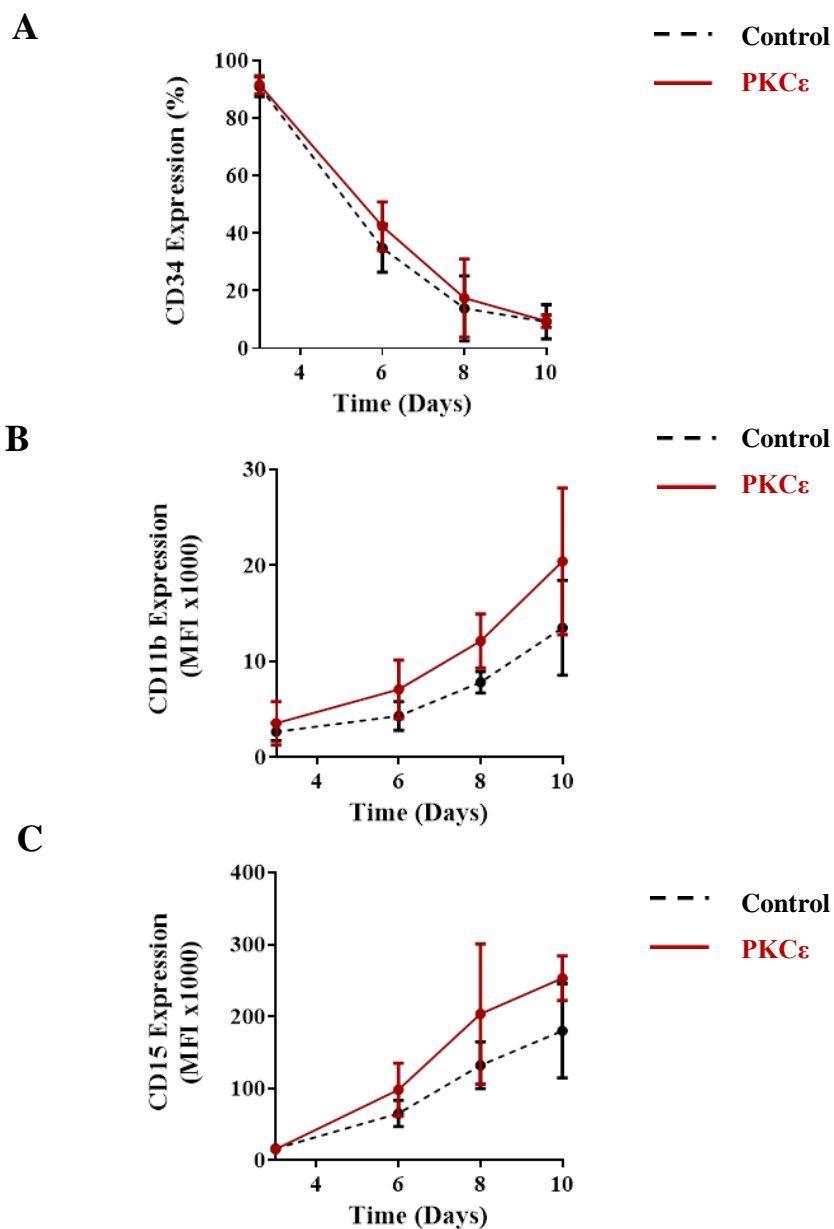 A
Control
PKCε
CD34 Expression (%)
100
80
60
40
20
0
4 6 8 10
Time (Days)
B
Control
PKCε
CD11b Expression
(MFI x1000)
30
20
10
0
4 6 8 10
Time (Days)
C
Control
PKCε
CD15 Expression
(MFI x1000)
400
300
200
100
0
4 6 8 10
Time (Days)